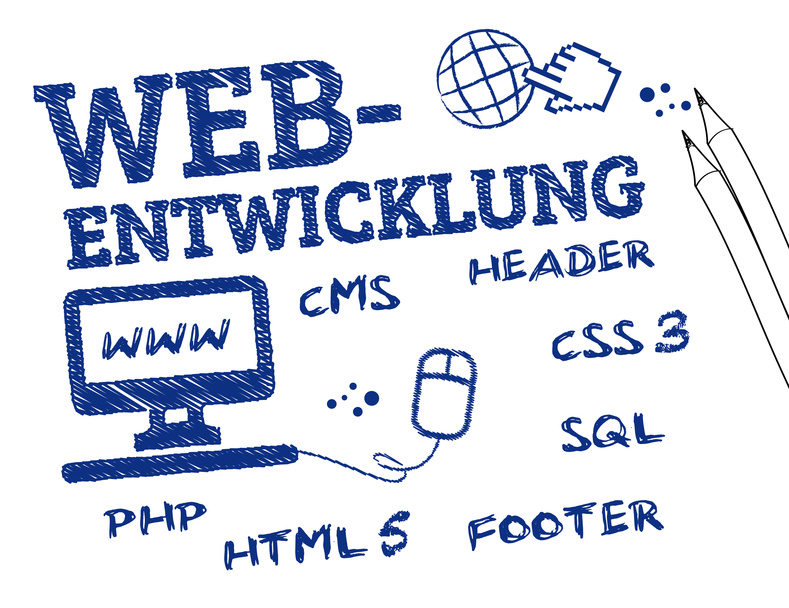 WEB-
ENTWICKLUNG
CMS
HEADER
WWW
CSS 3
SQL
PHP
HTML 5
FOOTER